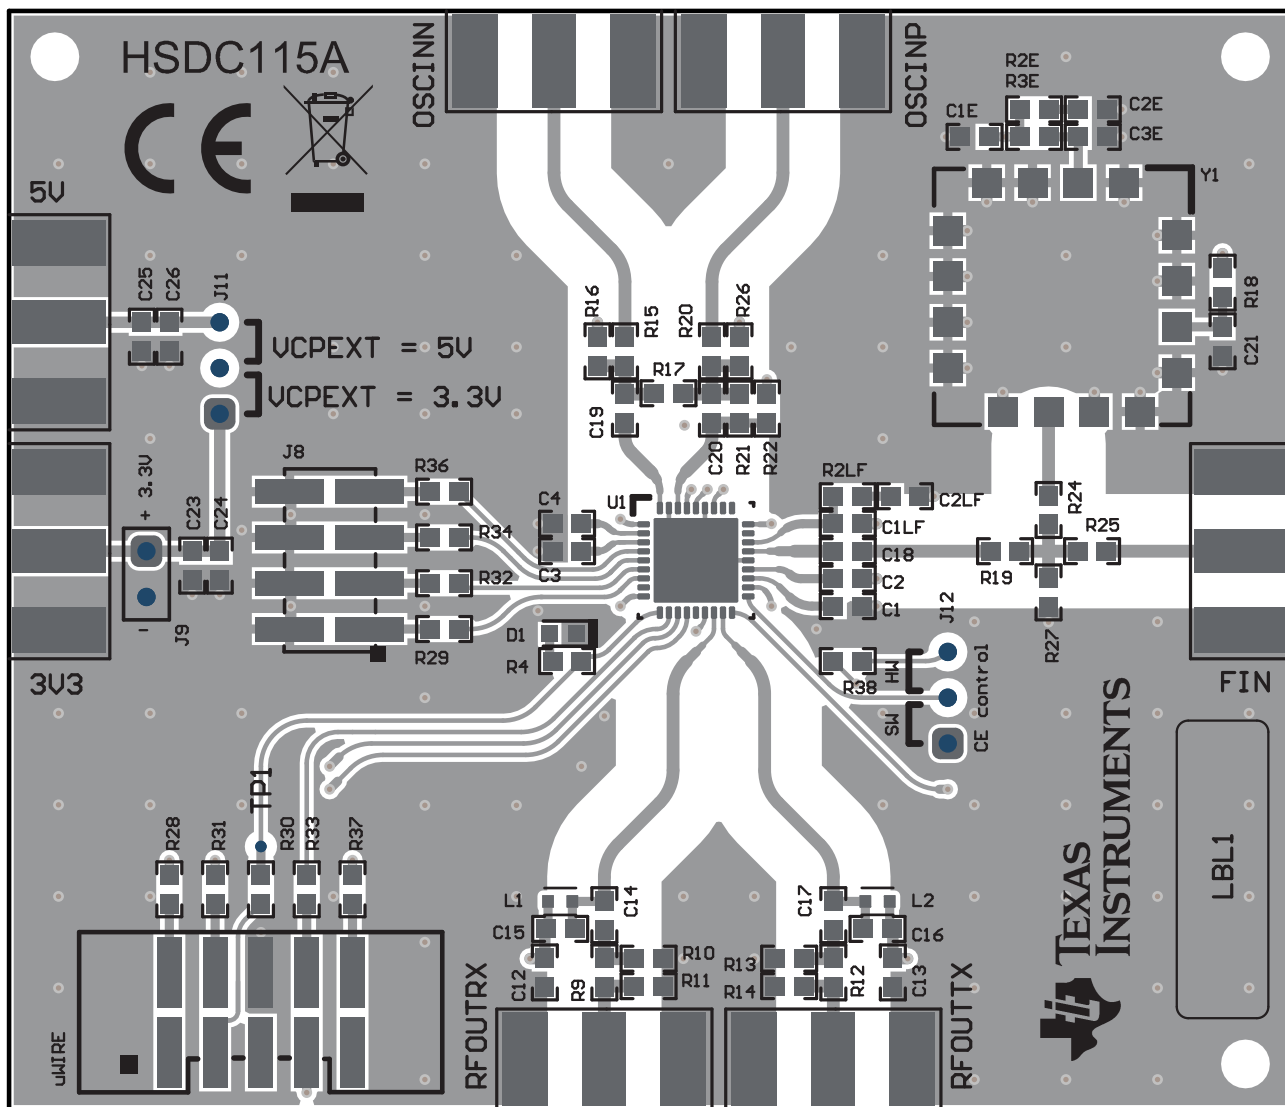 HSDC115A
OSCINN
OSCINP
R2E
R3E
C1E
C2E
C3E
Y1
5V
C25
C26
J11
VCPEXT = 5V
VCPEXT = 3.3V
R16
R15
R20
R26
R17
C19
C20
R21
R22
R18
C21
J8
+ 3.3V
-
C23
C24
J9
R36
R34
R32
R29
C4
C3
U1
D1
R4
R2LF
C2LF
C1LF
C18
C2
C1
R19
R24
R25
R27
J12
R38
HW
SW
CE Control
3V3
FIN
TP1
R28
R31
R30
R33
R37
L1
C14
C15
C12
R9
R10
R11
C17
L2
C16
R13
R14
R12
C13
uWIRE
RFOUTRX
RFOUTTX
TEXAS
INSTRUMENTS
LBL1